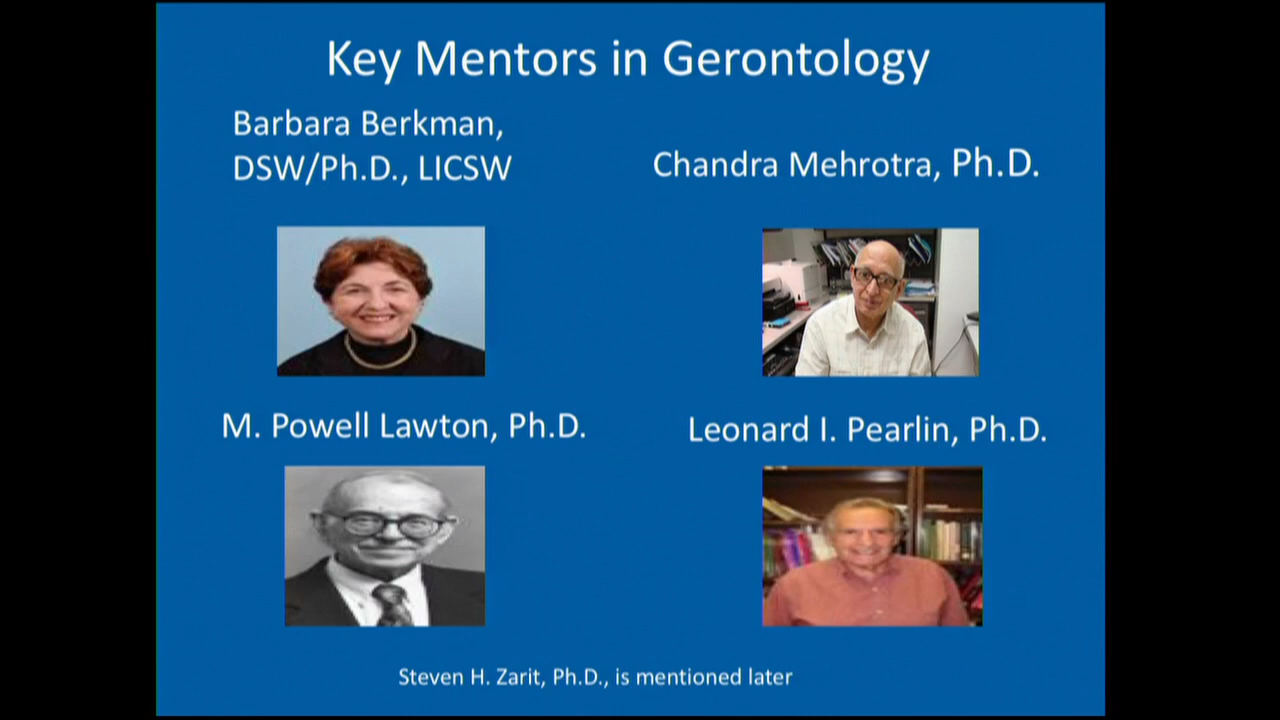 Key Mentors in Gerontology
Barbara Berkman,
DSW/Ph.D., LICSW
Chandra Mehrotra, Ph.D.
M. Powell Lawton, Ph.D.
Leonard I. Pearlin, Ph.D.
Steven H. Zarit, Ph.D., is mentioned later